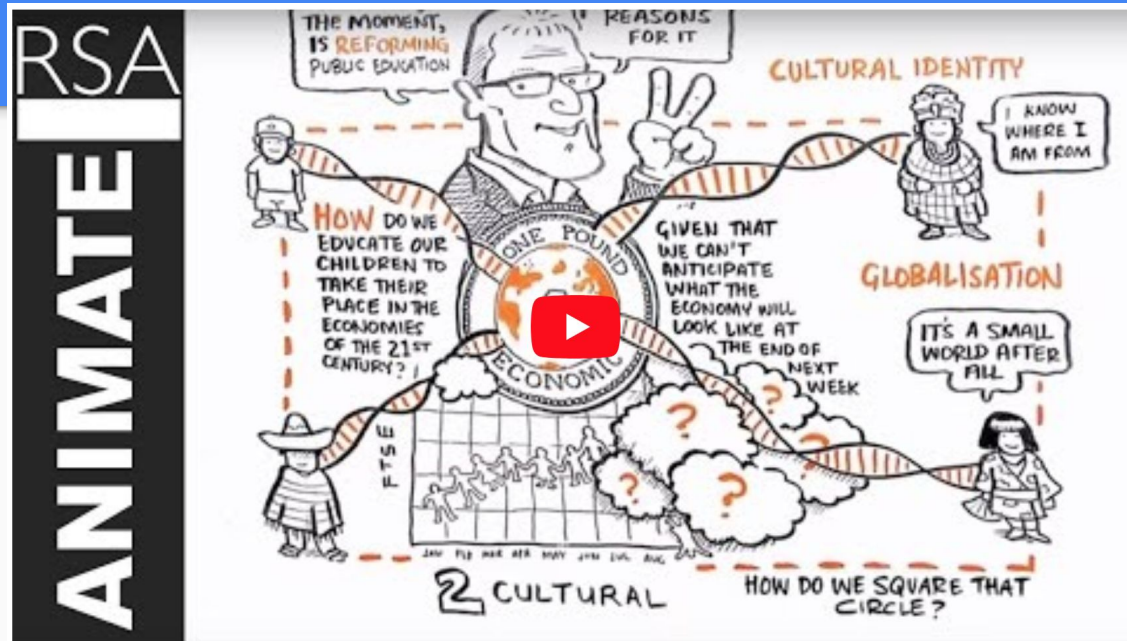 RSA
ANIMATE
THE MOMENT,
IS REFORMING
PUBLIC EDUCATION
REASONS
FOR IT
CULTURAL IDENTITY
I KNOW
WHERE I
AM FROM
HOW DO WE
EDUCATE OUR
CHILDREN TO
TAKE THEIR
PLACE IN THE
ECONOMIES
OF THE 21ST
CENTURY?
ONE POUND
ECONOMIC
GIVEN THAT
WE CAN'T
ANTICIPATE
WHAT THE
ECONOMY WILL
LOOK LIKE AT
THE END OF
NEXT
WEEK
GLOBALISATION
IT'S A SMALL
WORLD AFTER
ALL
FTSE
?
?
?
?
?
JAN FEB MAR APR MAY JUN JUL AUG
2 CULTURAL
HOW DO WE SQUARE THAT
CIRCLE?